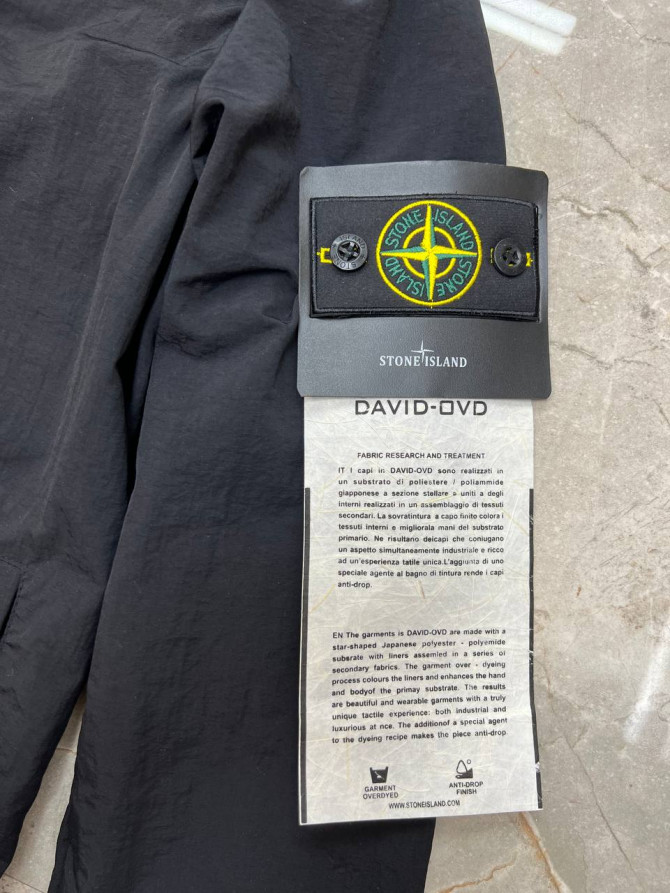 STONE ISLAND STONE ISLAND
STONE ISLAND
DAVID-OVD
FABRIC RESEARCH AND TREATMENT
IT I capi in DAVID-OVD sono realizzati in
un substrato di poliestere / poliammide
giapponese a sezione stellare e uniti a degli
interni realizzati in un assemblaggio di tessuti
secondari. La sovratintura a capo finito colora i
tessuti interni e migliorala mani del substrato
primario. Ne risultano deicapi che coniugano
un aspetto simultaneamente industriale e ricco
ad un'esperienza tatile unica.L'aggiunta di uno
speciale agente al bagno di tintura rende i capi
anti-drop.
EN The garments is DAVID-OVD are made with a
star-shaped Japanese polyester - polyemide
suberate with liners assemled in a series of
secondary fabrics. The garment over - dyeing
process colours the liners and enhances the hand
and bodyof the primay substrate. The results
are beautiful and wearable garments with a truly
unique tactile experience: both industrial and
luxurious at nce. The additionof a special agent
to the dyeing recipe makes the piece anti-drop
GARMENT
OVERDYED
ANTI-DROP
FINISH
WWW.STONEISLAND.COM